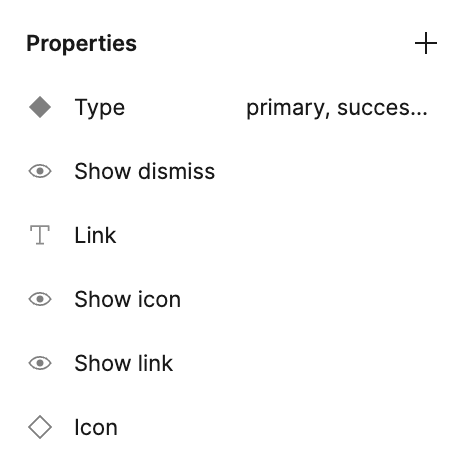 Properties
Type primary, succes...
Show dismiss
Link
Show icon
Show link
Icon